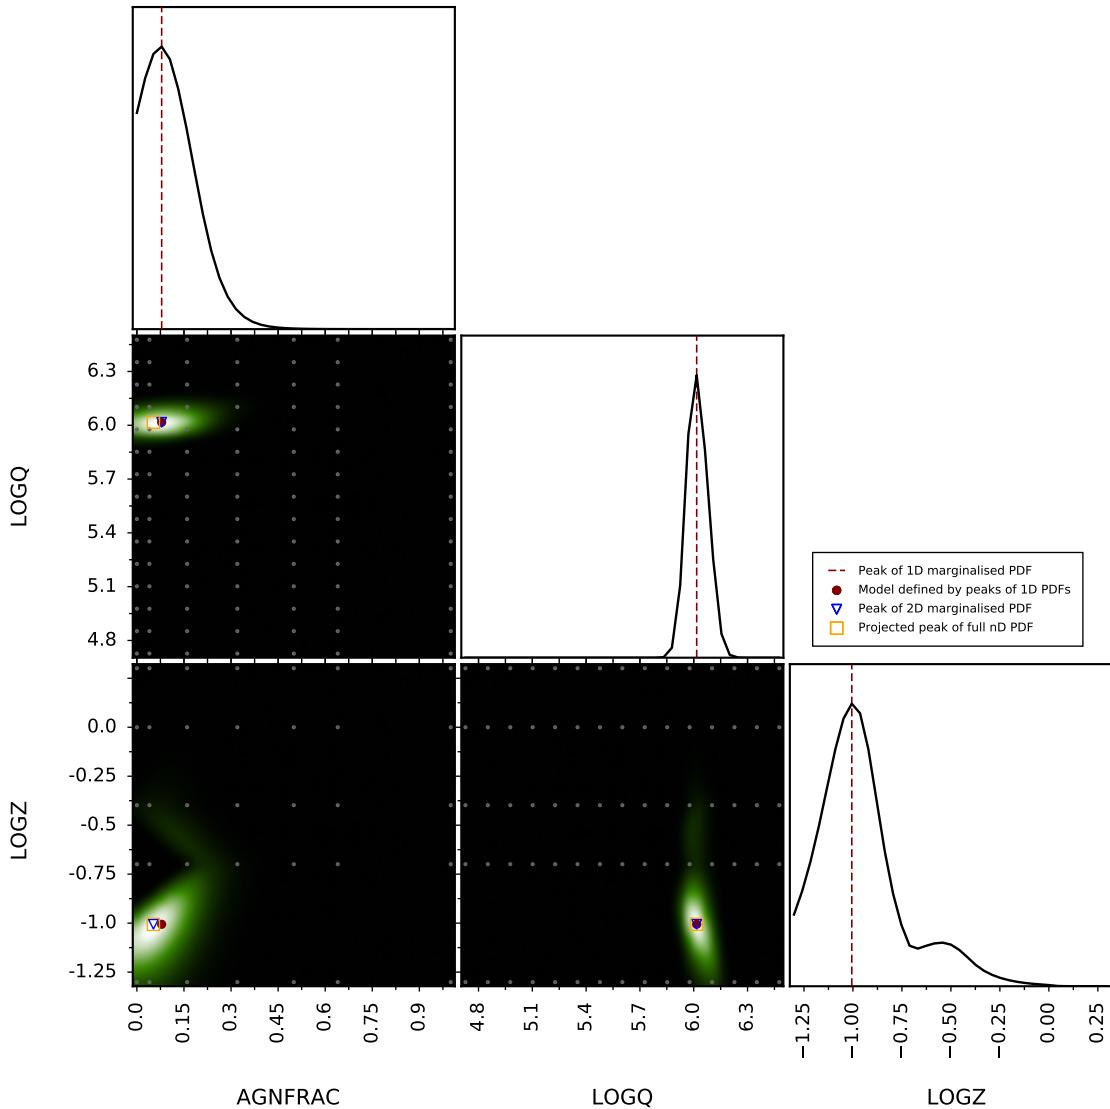 6.3
6.0
5.7
5.4
5.1
4.8
LOGQ
Peak of 1D marginalised PDF
Model defined by peaks of 1D PDFs
Peak of 2D marginalised PDF
Projected peak of full nD PDF
0.0
-0.25
-0.5
-0.75
-1.0
-1.25
LOGZ
0.0 0.15 0.3 0.45 0.6 0.75 0.9
4.8 5.1 5.4 5.7 6.0 6.3
−1.25 −1.00 −0.75 −0.50 −0.25 0.00 0.25
AGNFRAC LOGQ LOGZ